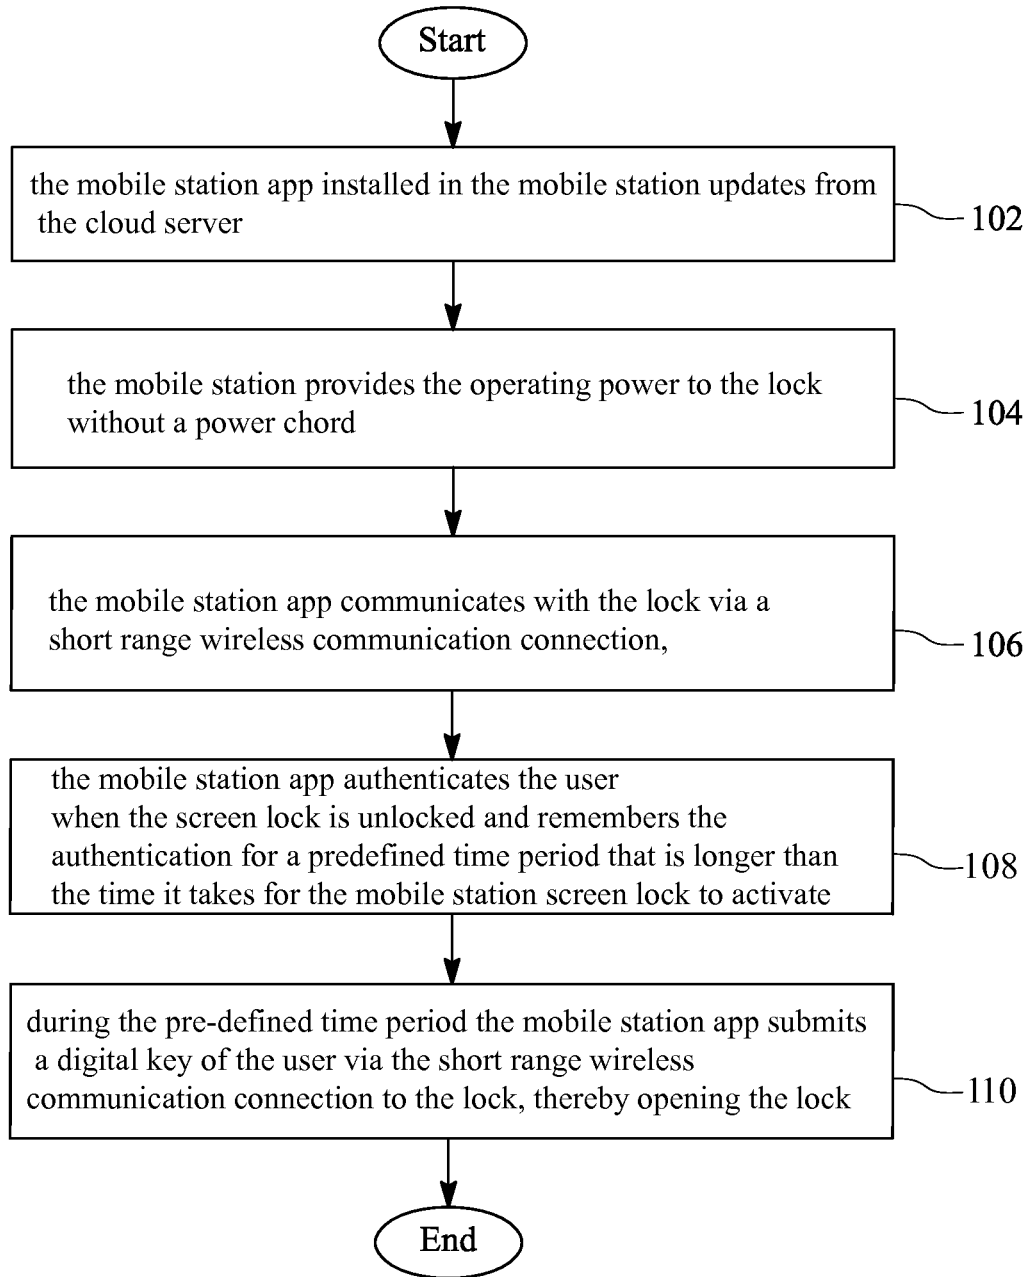 Start
the mobile station app installed in the mobile station updates from
the cloud server
102
the mobile station provides the operating power to the lock
without a power chord
104
the mobile station app communicates with the lock via a
short range wireless communication connection,
106
the mobile station app authenticates the user
when the screen lock is unlocked and remembers the
authentication for a predefined time period that is longer than
the time it takes for the mobile station screen lock to activate
108
during the pre-defined time period the mobile station app submits
a digital key of the user via the short range wireless
communication connection to the lock, thereby opening the lock
110
End